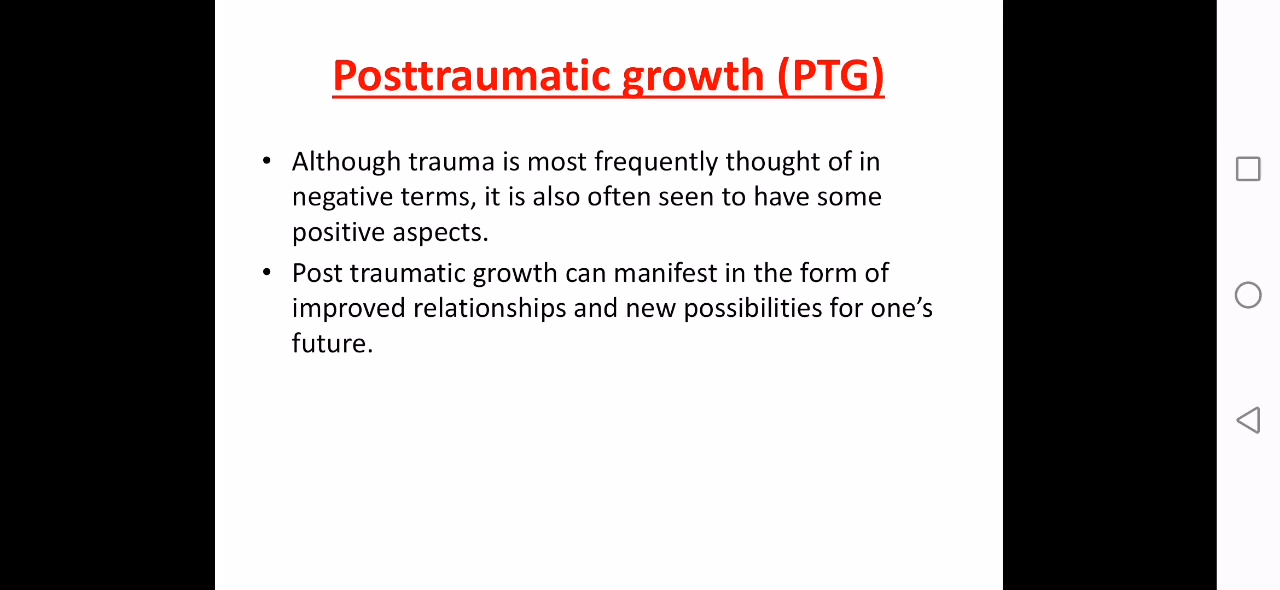 Posttraumatic growth (PTG)
• Although trauma is most frequently thought of in
negative terms, it is also often seen to have some
positive aspects.
• Post traumatic growth can manifest in the form of
improved relationships and new possibilities for one’s
future.